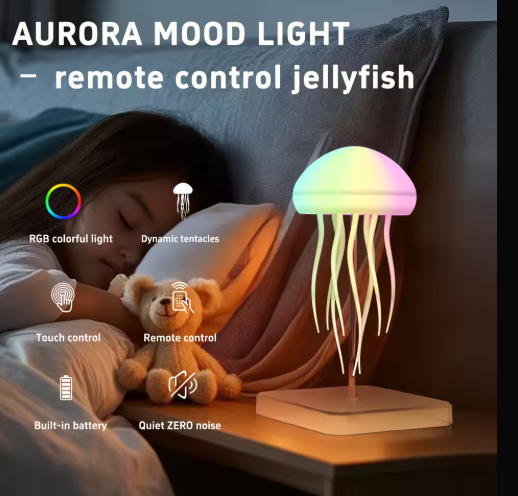 AURORA MOOD LIGHT
– remote control jellyfish
RGB colorful light
Dynamic tentacles
Touch control
Remote control
Built-in battery
Quiet ZERO noise